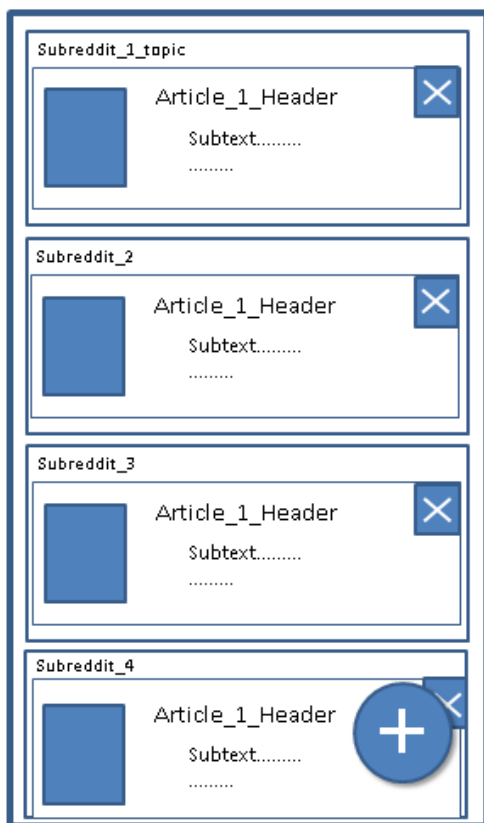 Subreddit_1_topic
Article_1_Header
Subtext.........
.........
Subreddit_2
Article_1_Header
Subtext.........
.........
Subreddit_3
Article_1_Header
Subtext.........
.........
Subreddit_4
Article_1_Header
Subtext.........
.........